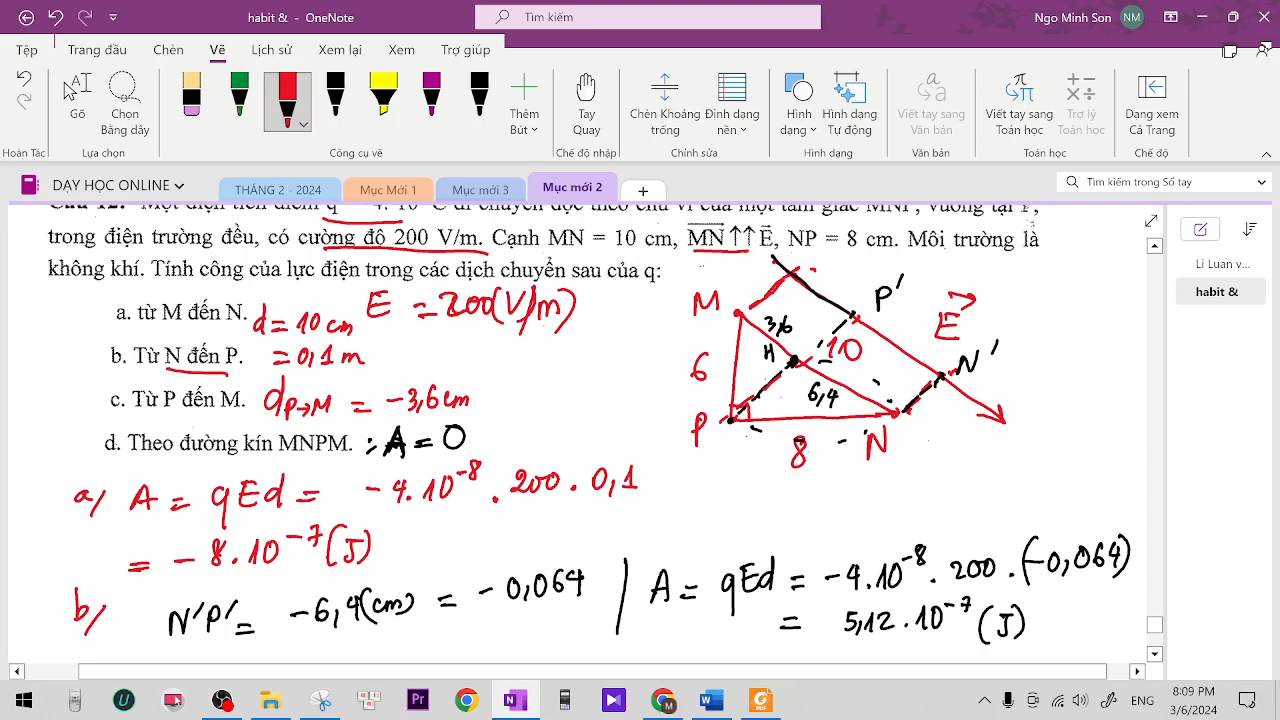 habit & - OneNote
Tìm kiếm
Ngo Minh Son
NM
Tệp Trang đầu Chèn Vẽ Lịch sử Xem lại Xem Trợ giúp
Gõ
Chọn Bằng dây
Thêm Bút
Tay Quay
Chèn Khoảng trống
Định dạng nền
Hình dạng
Hình dạng Tự động
Viết tay sang Văn bản
Viết tay sang Toán học
Trợ lý Toán học
Dạng xem Cả Trang
Hoàn Tác Lựa chọn Công cụ vẽ Chế độ nhập Chỉnh sửa Hình dạng Văn bản Toán học Chế độ
DẠY HỌC ONLINE
THÁNG 2 - 2024 Mục Mới 1 Mục mới 3 Mục mới 2 +
Tìm kiếm trong Sổ tay
Li Luan v...
habit &
trong điện trường đều, có cường độ 200 V/m. Cạnh MN = 10 cm, MN↑↑E, NP = 8 cm. Môi trường là
không khí. Tính công của lực điện trong các dịch chuyển sau của q:
E = 200(V/m)
a. từ M đến N. d = 10 cm
b. Từ N đến P. = 0,1 m
c. Từ P đến M. dP→M = -3,6cm
d. Theo đường kín MNPM. : A = 0
M 3,6 H 10 6,4 6 P 8 N P' N' E
a/ A = qEd = -4.10⁻⁸ . 200 . 0,1
= -8.10⁻⁷ (J)
b/ N'P' = -6,4(cm) = -0,064
A = qEd = -4.10⁻⁸ . 200 . (-0,064)
= 5,12.10⁻⁷ (J)
ENG
8:09 PM
3/6/2024